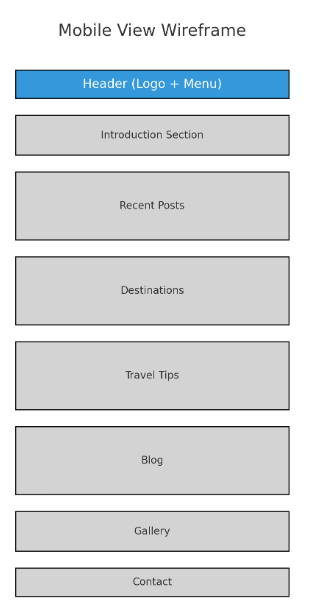 Mobile View Wireframe
Header (Logo + Menu)
Introduction Section
Recent Posts
Destinations
Travel Tips
Blog
Gallery
Contact